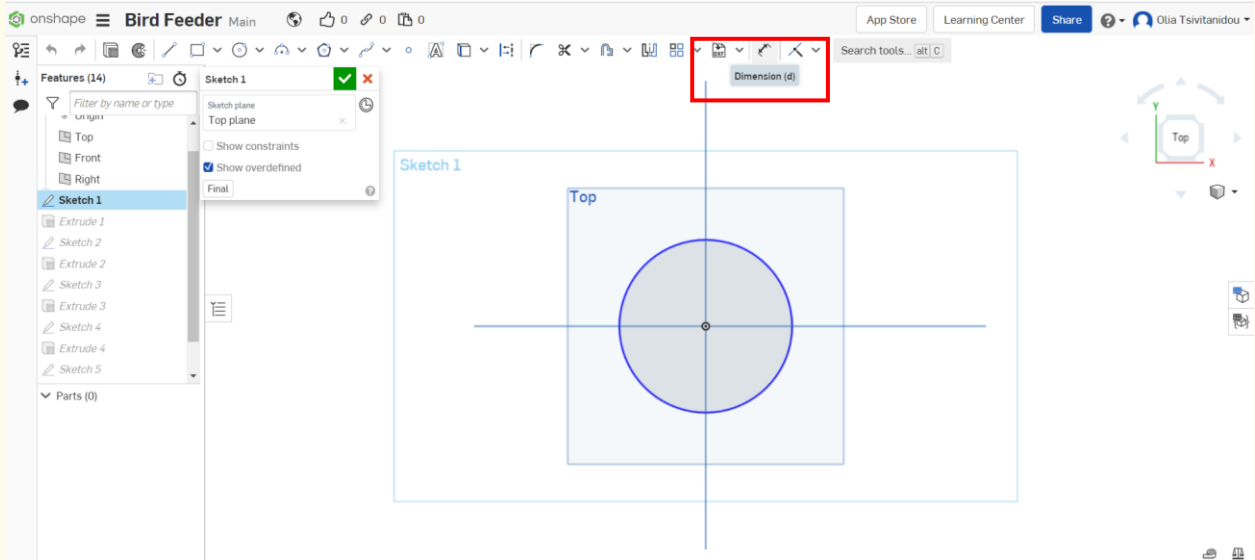 onshape Bird Feeder Main 0 0 0 App Store Learning Center Share Olia Tsivitanidou
Search tools... alt C
Dimension (d)
Features (14)
Filter by name or type
Origin
Top
Front
Right
Sketch 1
Extrude 1
Sketch 2
Extrude 2
Sketch 3
Extrude 3
Sketch 4
Extrude 4
Sketch 5
Parts (0)
Sketch 1
Sketch plane
Top plane
Show constraints
Show overdefined
Final
Sketch 1
Top
Y
Top
X